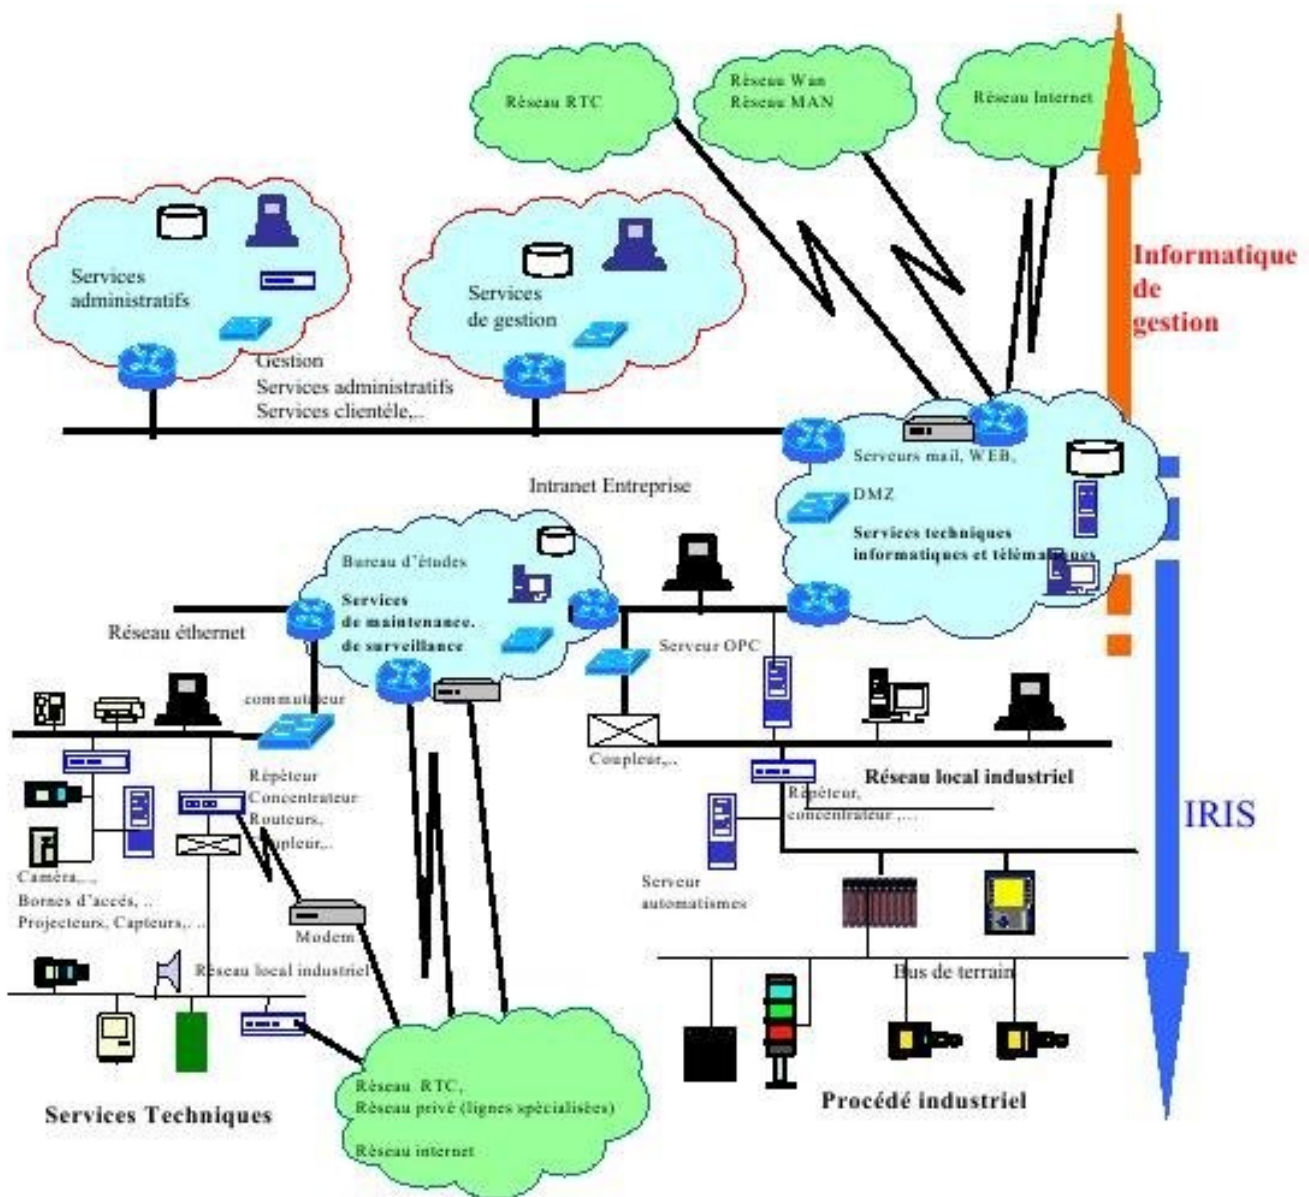 Réseau RTC
Réseau Wan
Réseau MAN
Réseau Internet
Informatique
de
gestion
Services
administratifs
Services
de gestion
Gestion
Services administratifs
Services clientéle,..
Serveurs mail, WEB,
DMZ
Services techniques
informatiques et télématiques
Intranet Entreprise
Bureau d'études
Services
de maintenance.
de surveillance
Réseau éthernet
Serveur OPC
commutateur
Coupleur,..
Réseau local industriel
Répéteur
Concentrateur
Routeurs,
Coupleur,..
Répéteur,
concentrateur ,...
IRIS
Caméra,..,
Bornes d'accés, ..
Projecteurs, Capteurs,. ..
Serveur
automatismes
Modem
Réseau local industriel
Bus de terrain
Services Techniques
Réseau RTC,
Réseau privé (lignes spécialisées)
Réseau internet
Procédé industriel